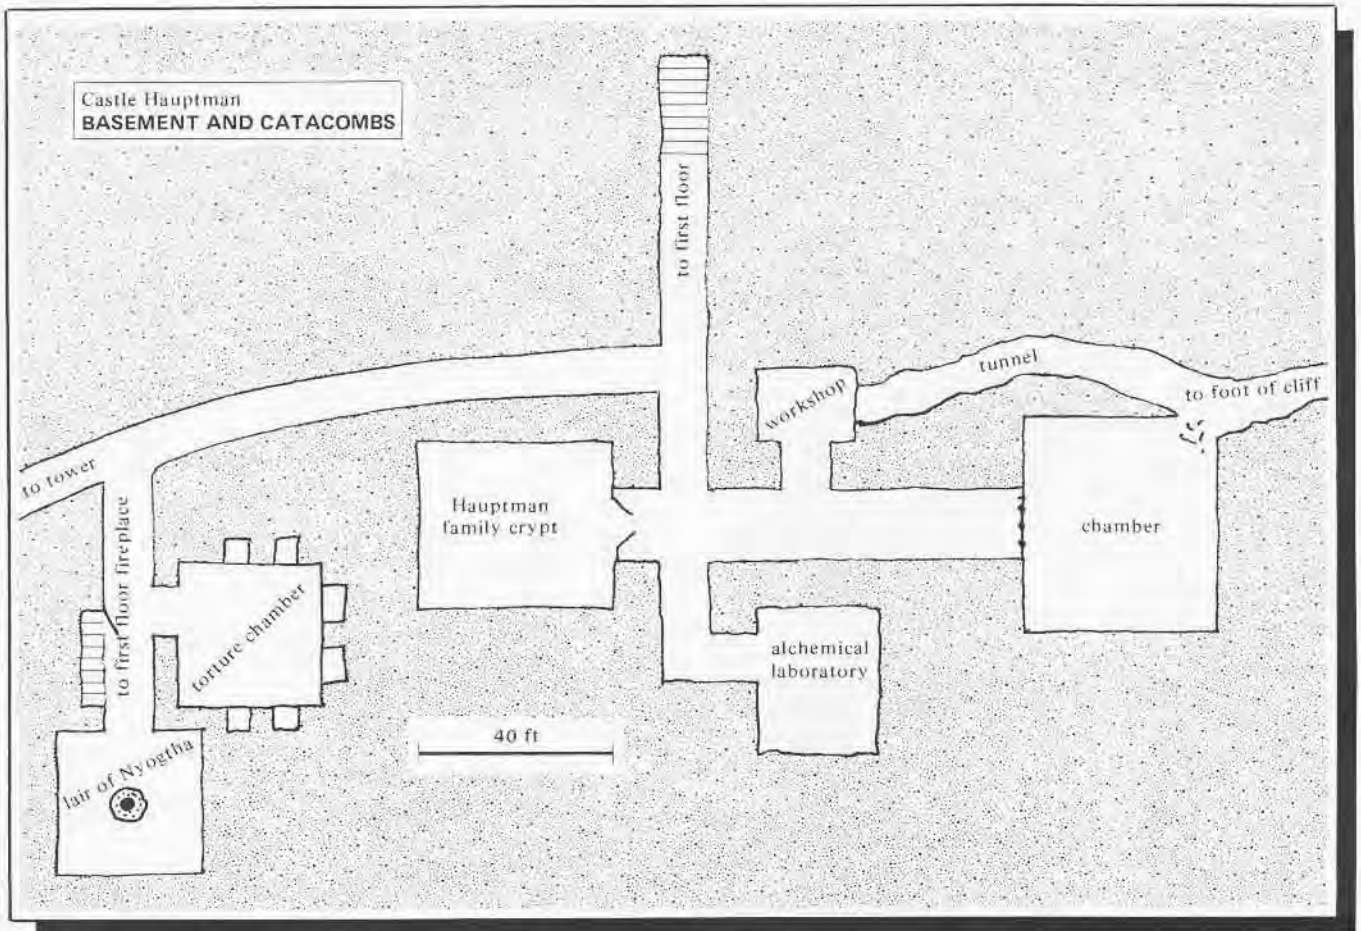 Castle Hauptman
BASEMENT AND CATACOMBS
to first floor
tunnel
to foot of cliff
workshop
to tower
Hauptman
family crypt
chamber
to first floor fireplace
torture chamber
alchemical
laboratory
40 ft
lair of Nyogtha